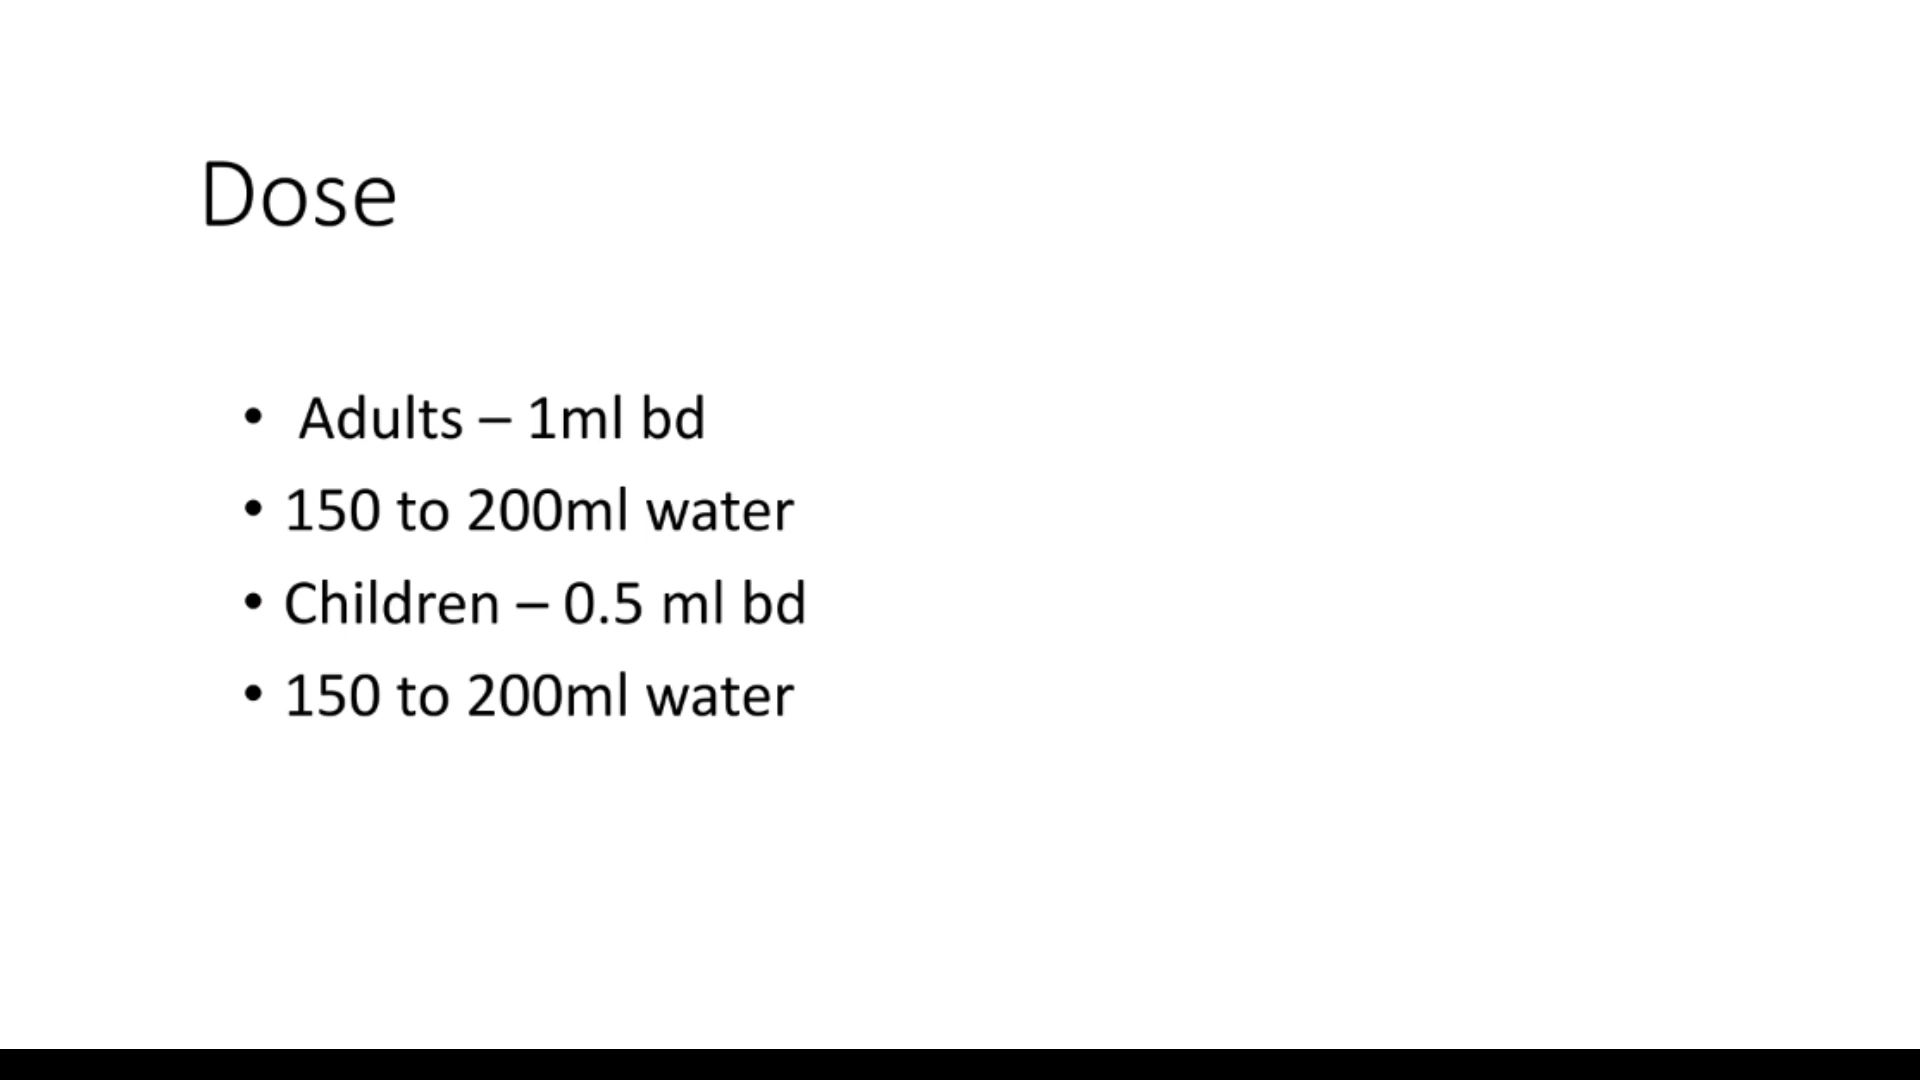 Dose
• Adults – 1ml bd
• 150 to 200ml water
• Children – 0.5 ml bd
• 150 to 200ml water